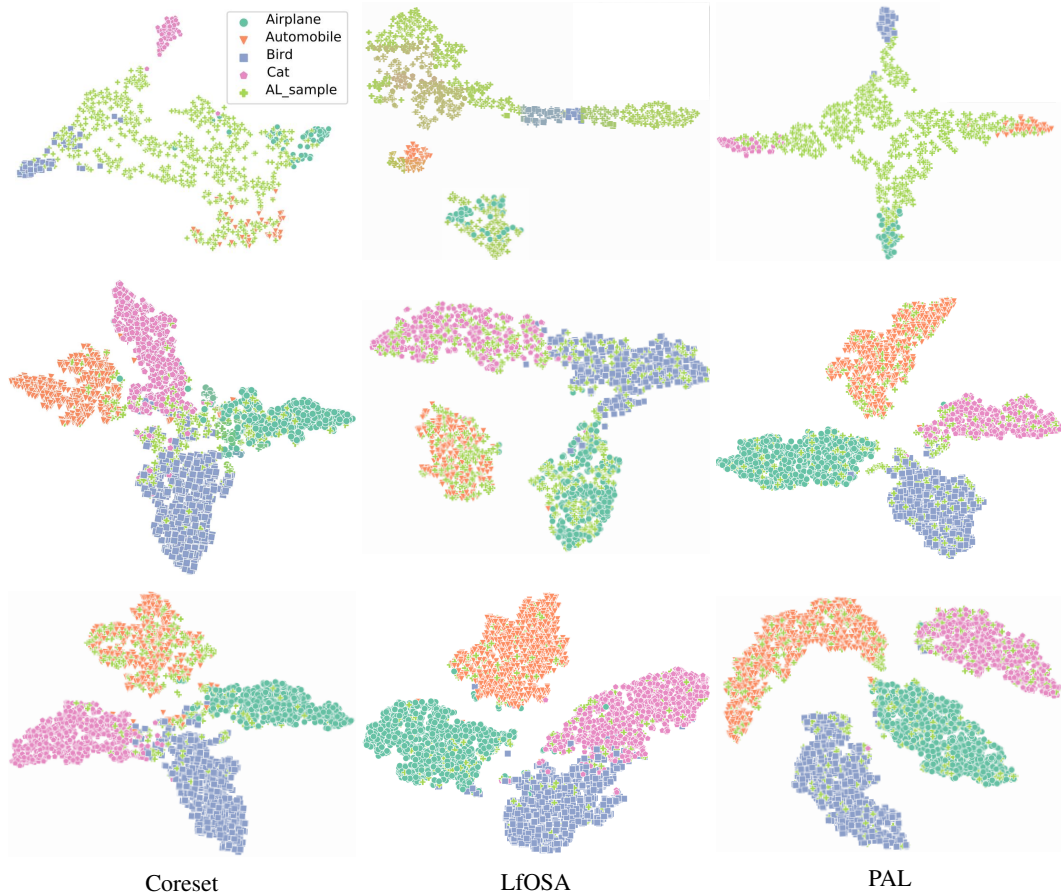 Airplane
Automobile
Bird
Cat
AL_sample
Coreset
LfOSA
PAL